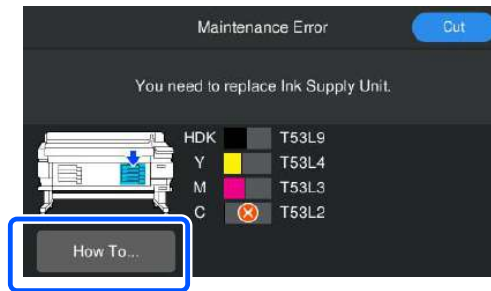 Maintenance Error
Cut
You need to replace Ink Supply Unit.
HDK T53L9
Y T53L4
M T53L3
C T53L2
How To...